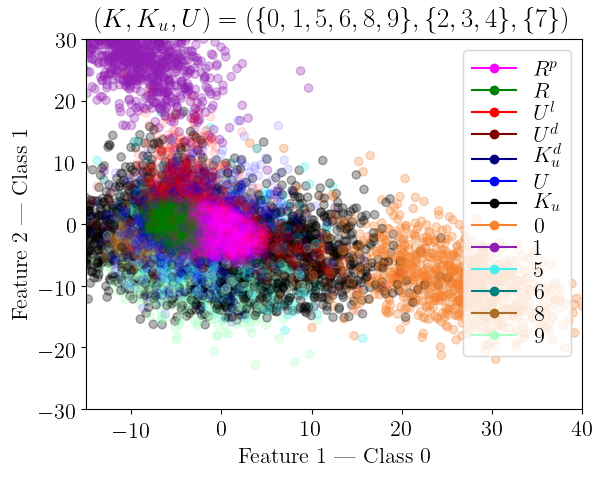 (K, K_u, U) = ({0, 1, 5, 6, 8, 9}, {2, 3, 4}, {7})
30
20
10
0
−10
−20
−30
Feature 2 — Class 1
R^p
R
U^l
U^d
K_u^d
U
K_u
0
1
5
6
8
9
−10
0
10
20
30
40
Feature 1 — Class 0